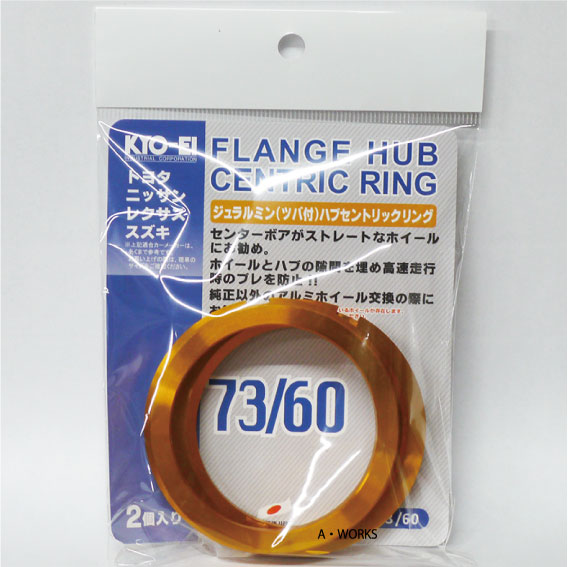 KYO-EI
INDUSTRIAL CORPORATION
FLANGE HUB
CENTRIC RING
トヨタ
ニッサン
レクサス
スズキ
ジュラルミン(ツバ付)ハブセントリックリング
センターボアがストレートなホイール
にお勧め。
ホイールとハブの隙間を埋め高速走行
時のブレを防止!!
純正以外のアルミホイール交換の際に
73/60
2個入り
/60
A・WORKS